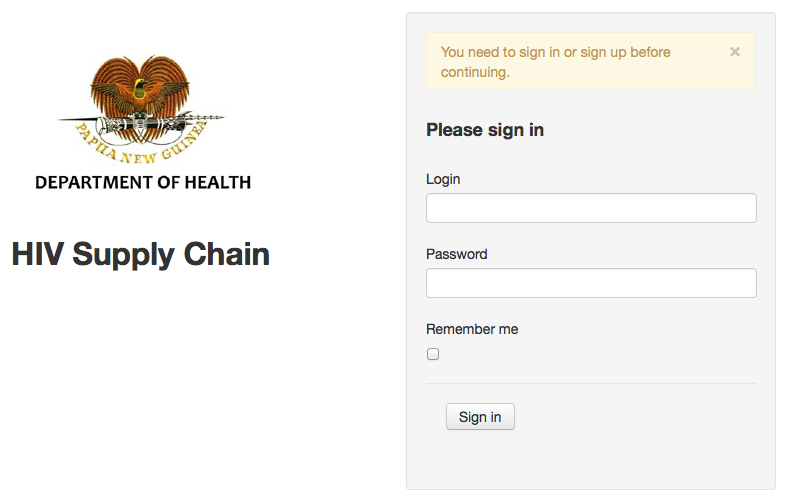 PAPUA NEW GUINEA
DEPARTMENT OF HEALTH
HIV Supply Chain
You need to sign in or sign up before
continuing.
×
Please sign in
Login
Password
Remember me
Sign in